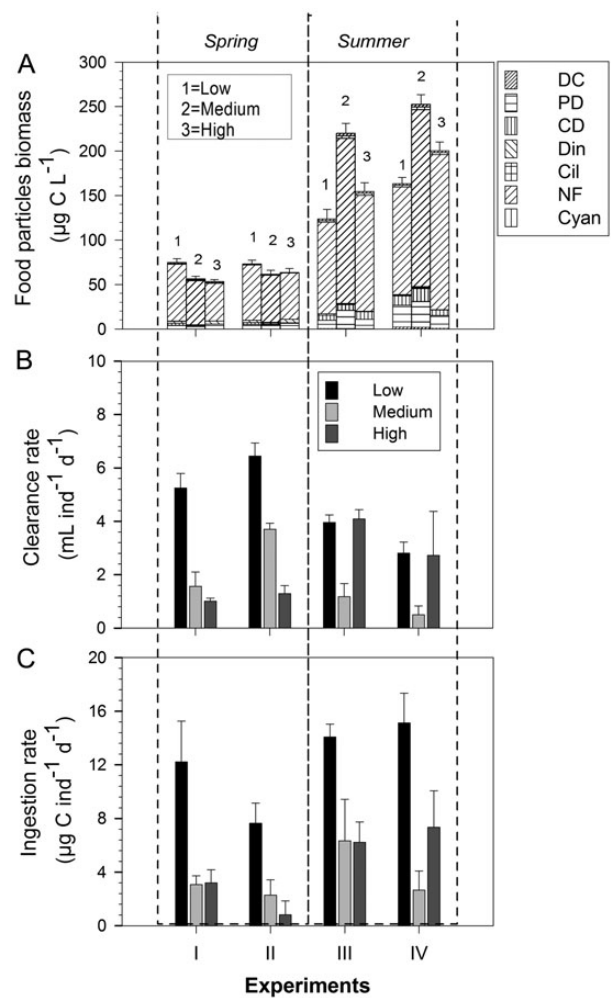 Spring Summer
A
300
250
200
150
100
50
0
Food particles biomass
(µg C L⁻¹)
1=Low
2=Medium
3=High
1 2 3 1 2 3 1 2 3 1 2 3
DC
PD
CD
Din
Cil
NF
Cyan
B
10
8
6
4
2
0
Clearance rate
(mL ind⁻¹ d⁻¹)
Low
Medium
High
C
20
16
12
8
4
0
Ingestion rate
(µg C ind⁻¹ d⁻¹)
I II III IV
Experiments